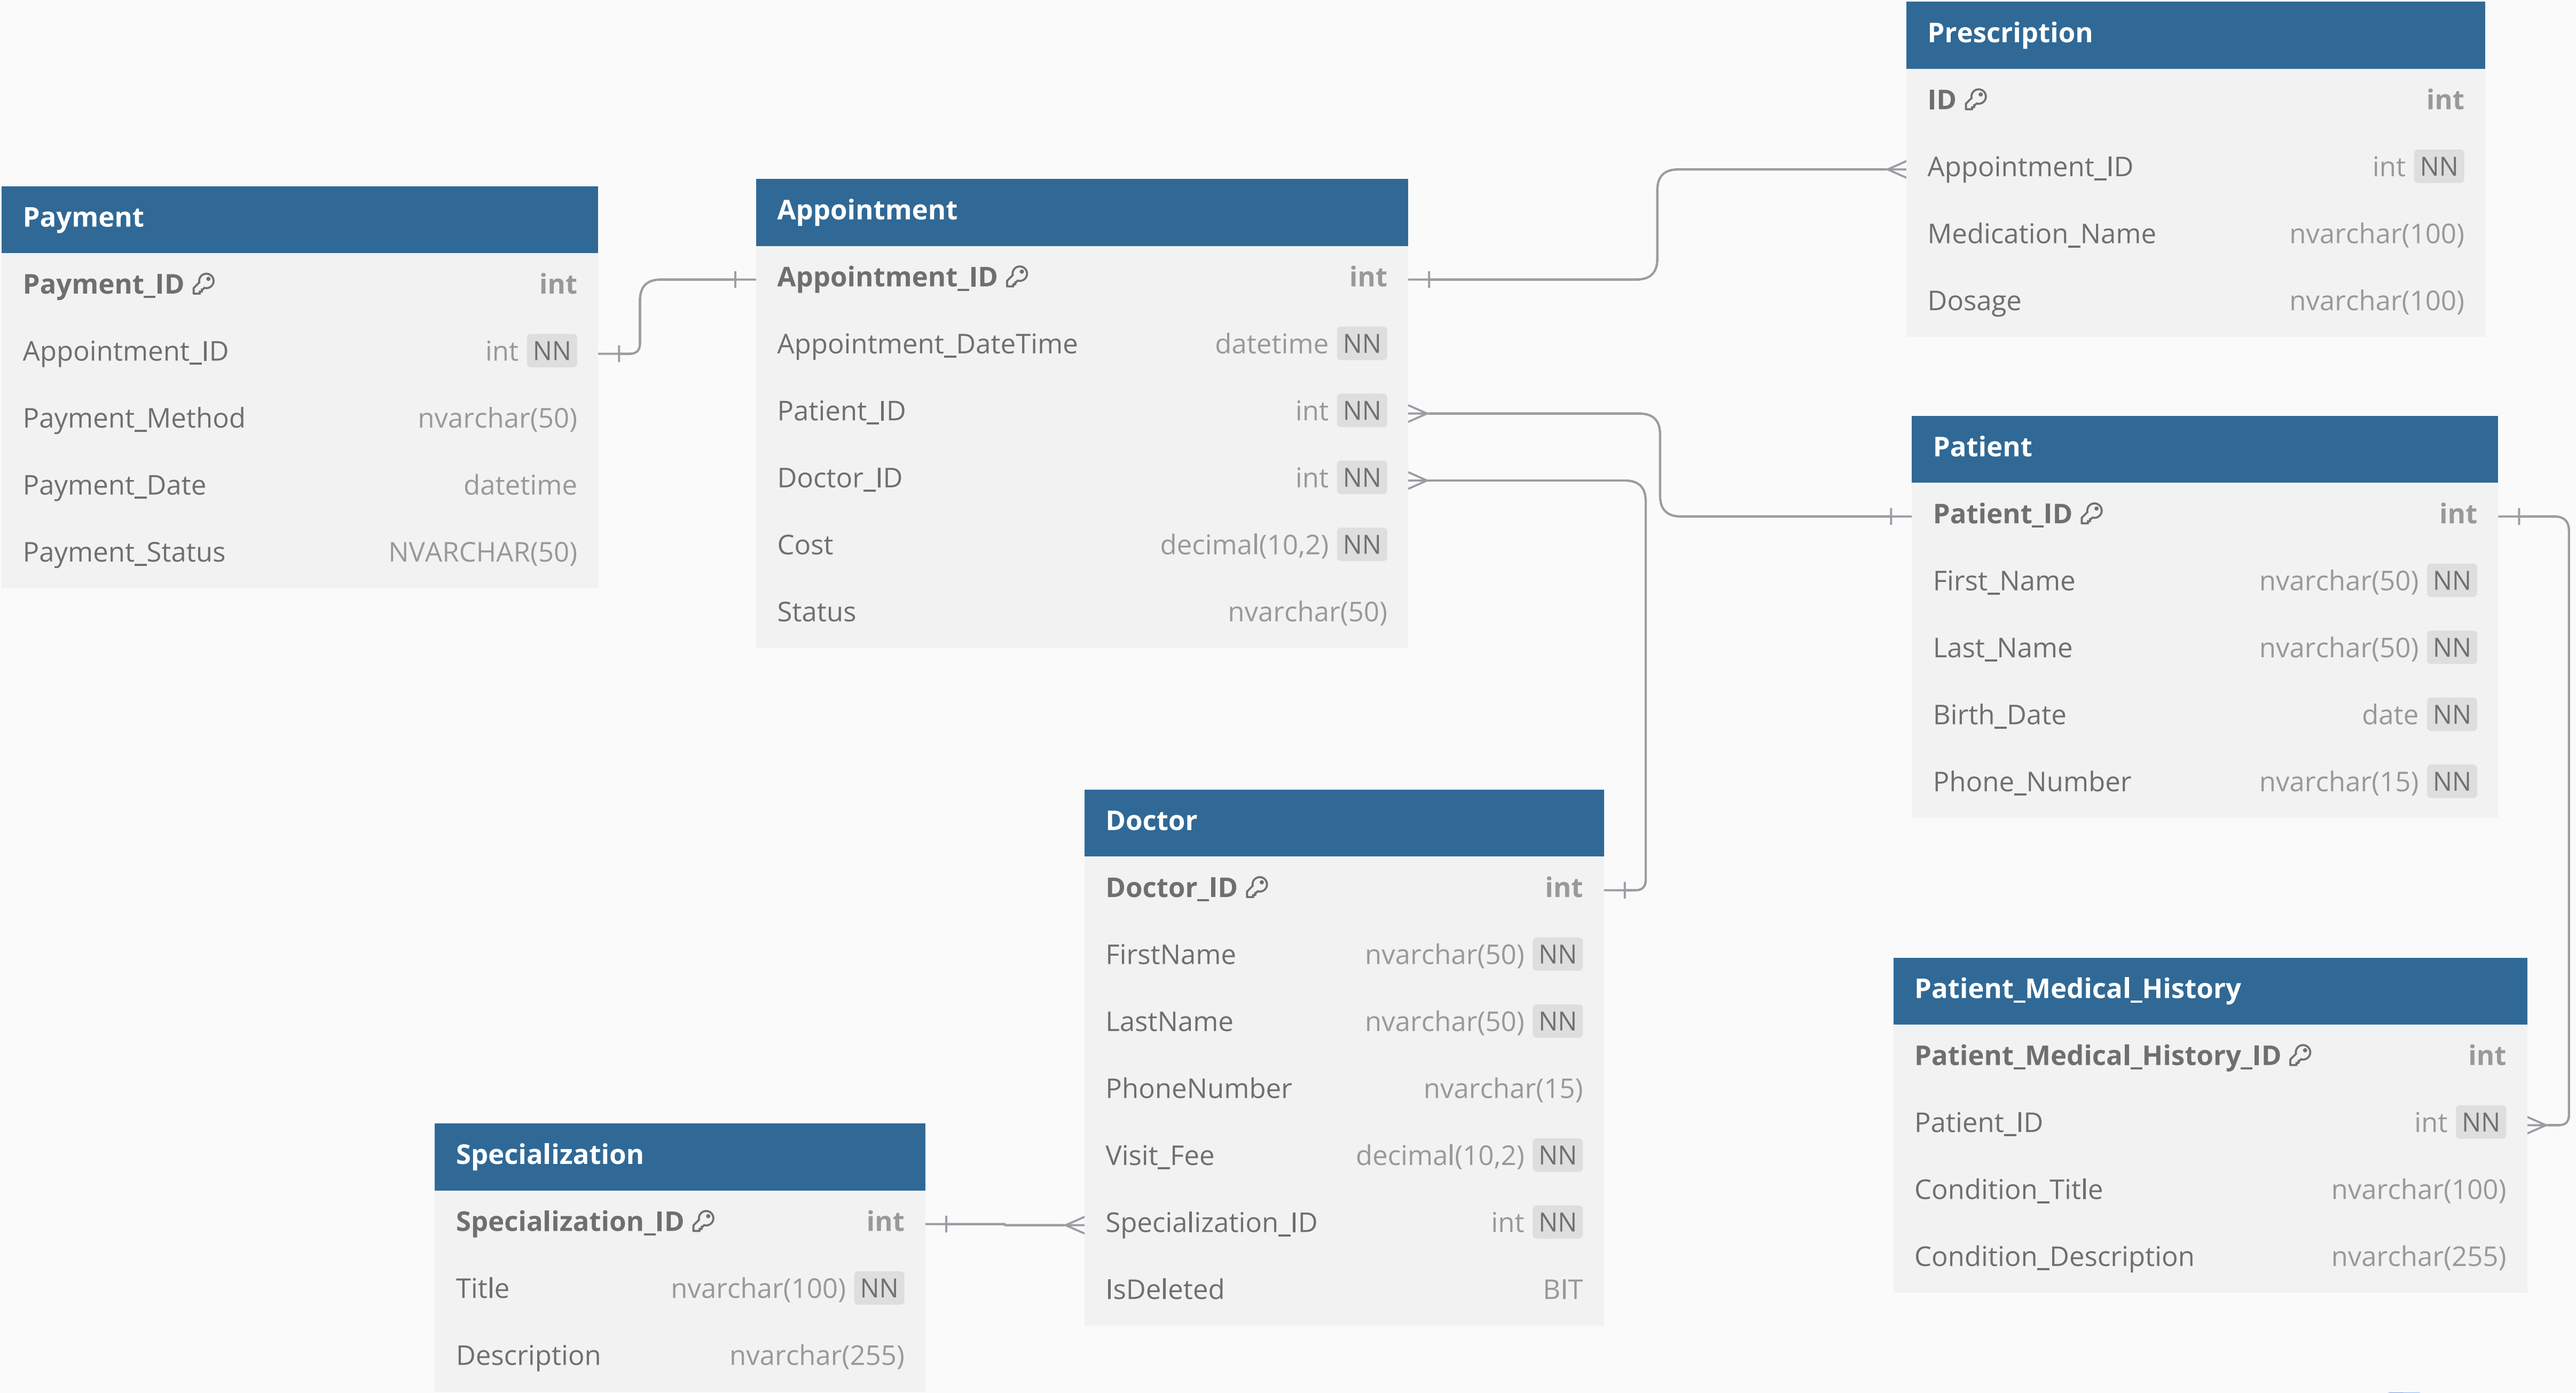 Payment
Payment_ID int
Appointment_ID int NN
Payment_Method nvarchar(50)
Payment_Date datetime
Payment_Status NVARCHAR(50)
Appointment
Appointment_ID int
Appointment_DateTime datetime NN
Patient_ID int NN
Doctor_ID int NN
Cost decimal(10,2) NN
Status nvarchar(50)
Prescription
ID int
Appointment_ID int NN
Medication_Name nvarchar(100)
Dosage nvarchar(100)
Patient
Patient_ID int
First_Name nvarchar(50) NN
Last_Name nvarchar(50) NN
Birth_Date date NN
Phone_Number nvarchar(15) NN
Doctor
Doctor_ID int
FirstName nvarchar(50) NN
LastName nvarchar(50) NN
PhoneNumber nvarchar(15)
Visit_Fee decimal(10,2) NN
Specialization_ID int NN
IsDeleted BIT
Specialization
Specialization_ID int
Title nvarchar(100) NN
Description nvarchar(255)
Patient_Medical_History
Patient_Medical_History_ID int
Patient_ID int NN
Condition_Title nvarchar(100)
Condition_Description nvarchar(255)